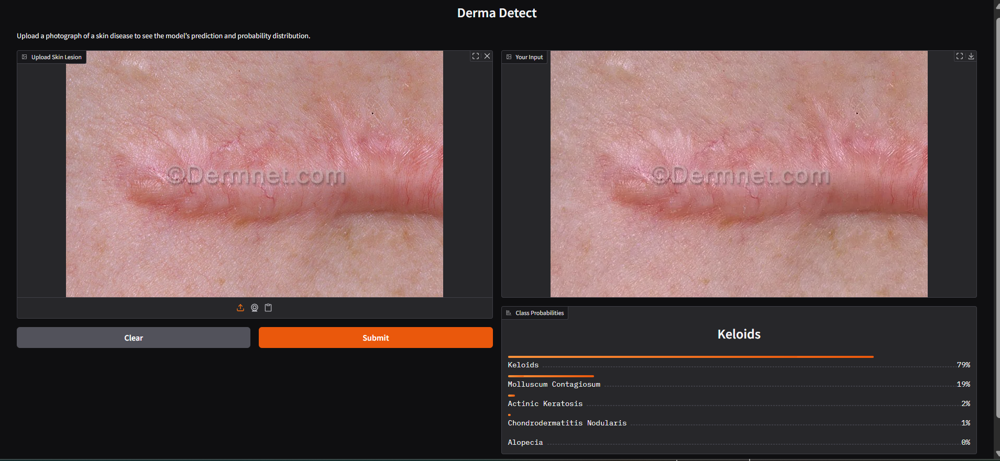 Derma Detect
Upload a photograph of a skin disease to see the model’s prediction and probability distribution.
Upload Skin Lesion
©Dermnet.com
Clear
Submit
Your Input
©Dermnet.com
Class Probabilities
Keloids
Keloids 79%
Molluscum Contagiosum 19%
Actinic Keratosis 2%
Chondrodermatitis Nodularis 1%
Alopecia 0%